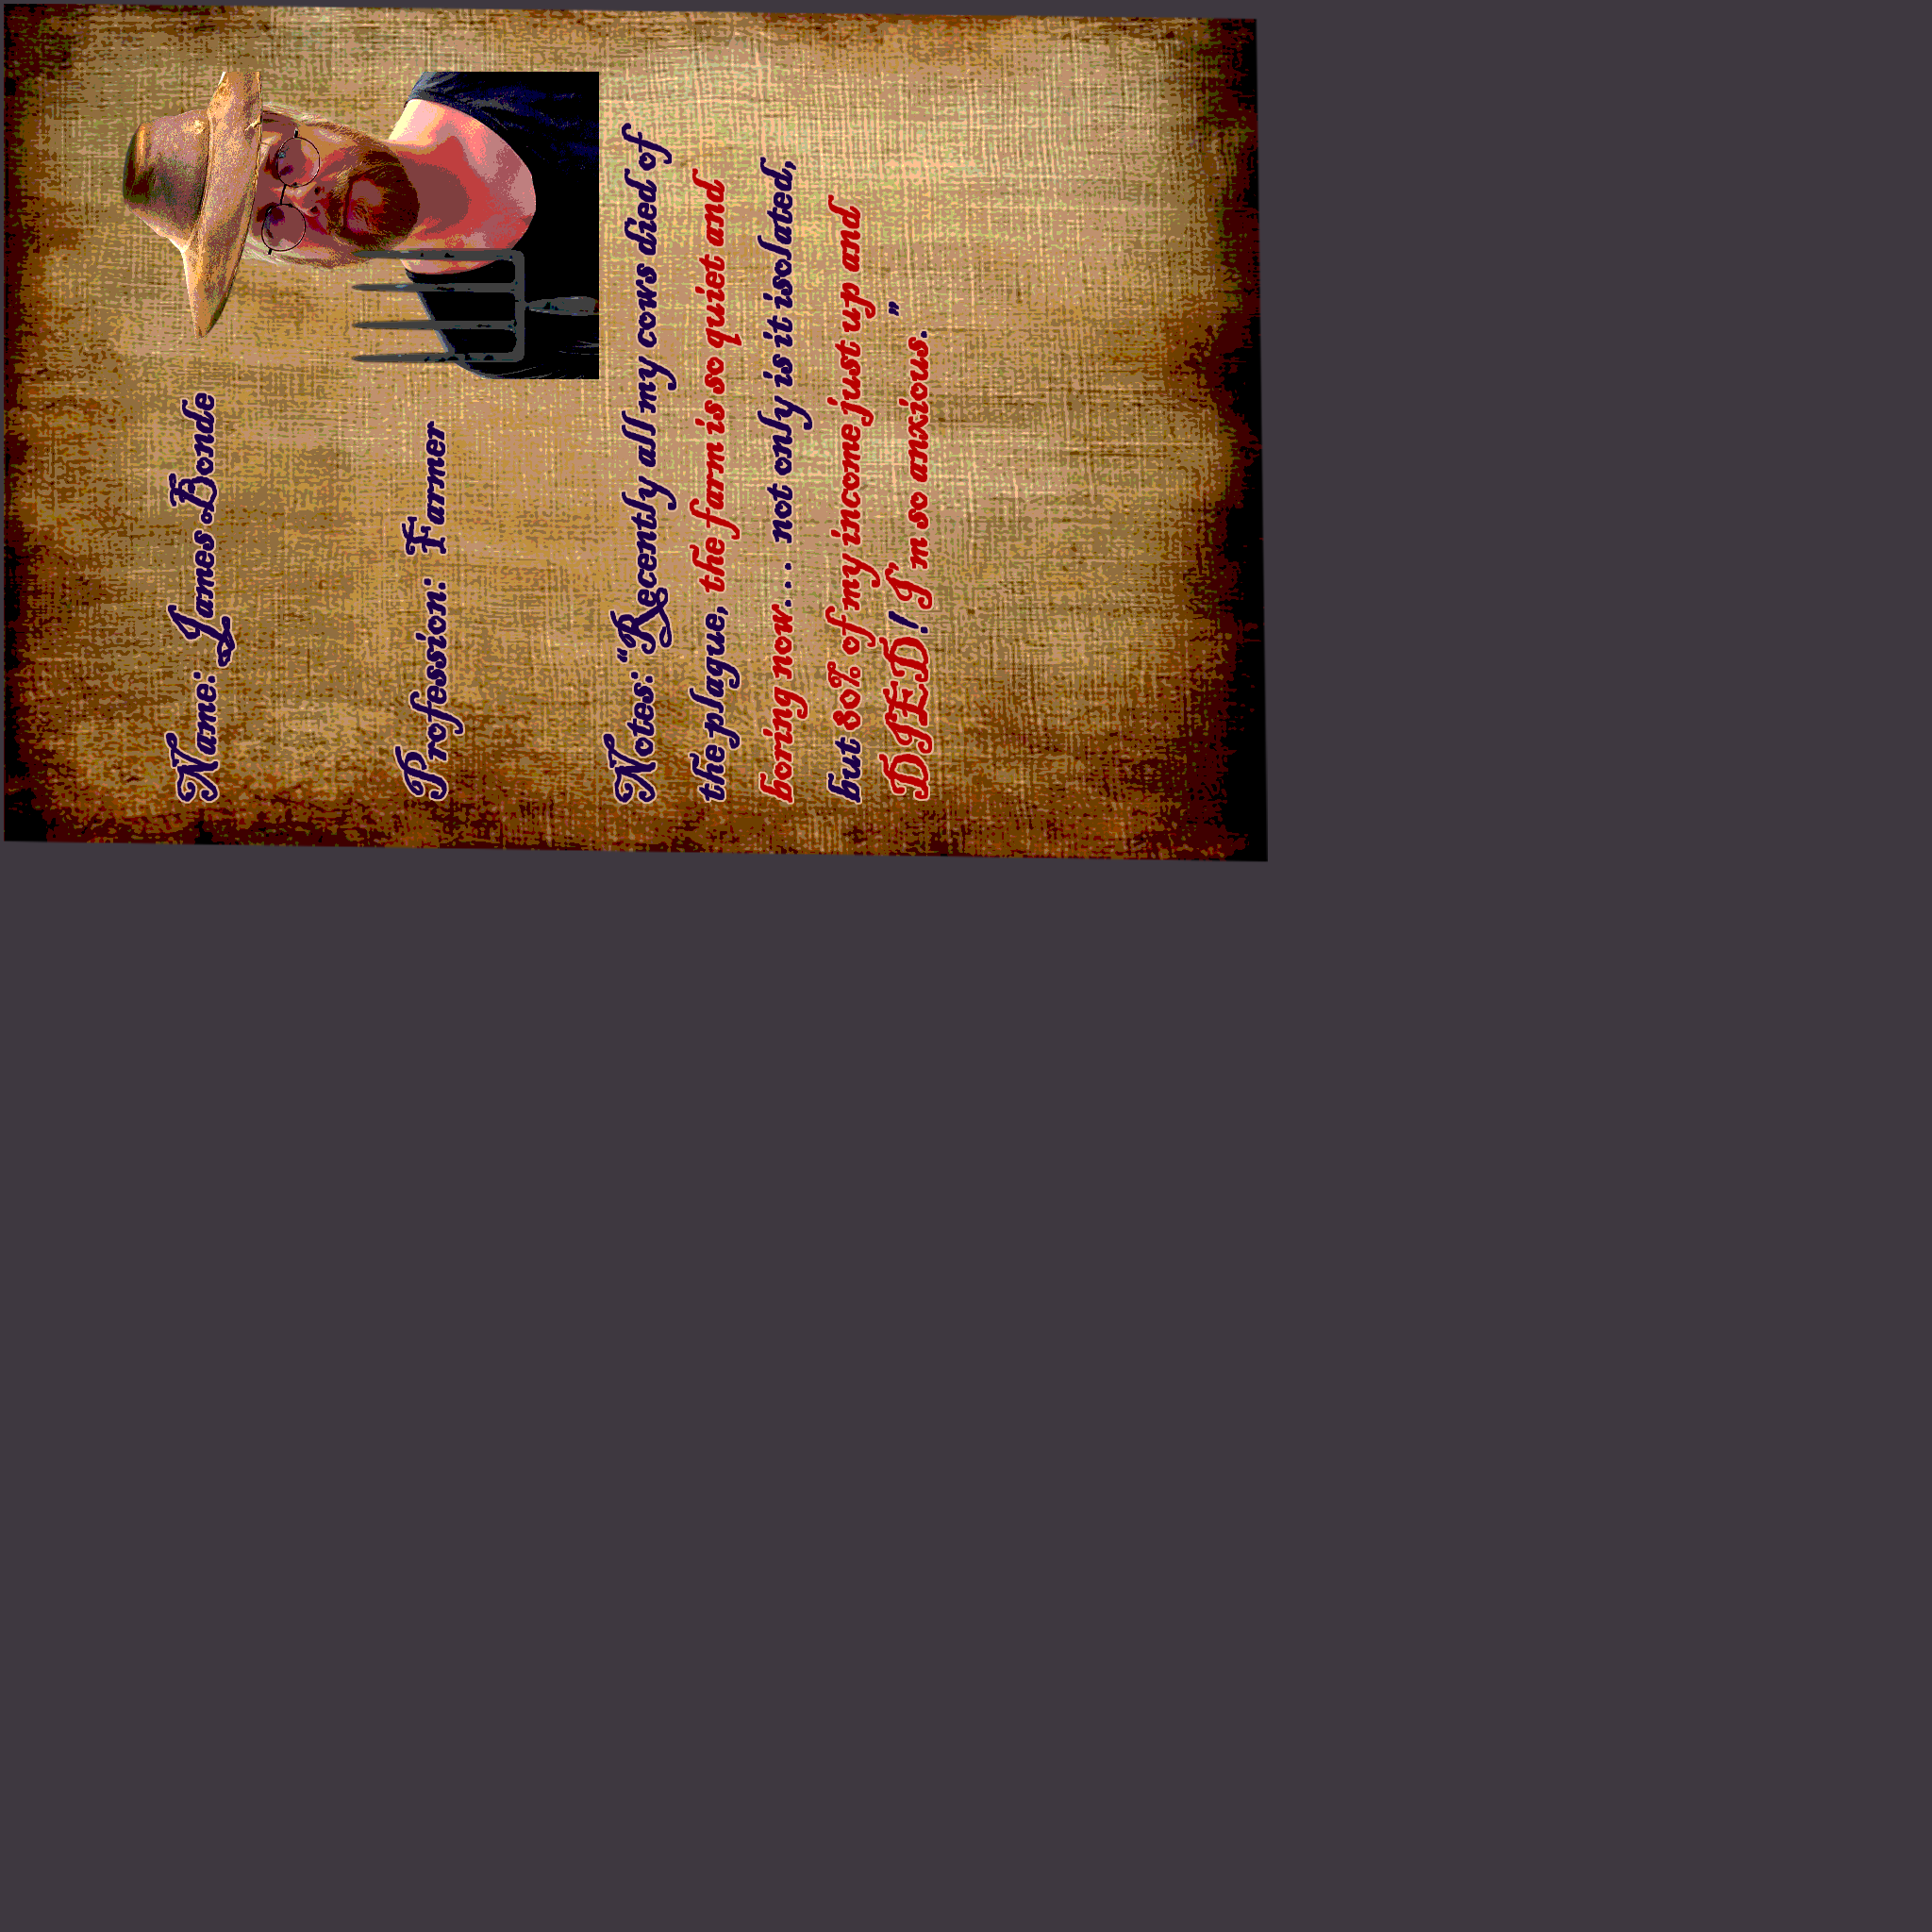 Name: James Bonde
Profession: Farmer
Notes: "Recently all my cows died of
the plague, the farm is so quiet and
boring now... not only is it isolated,
but 80% of my income just up and
DIED! I'm so anxious."